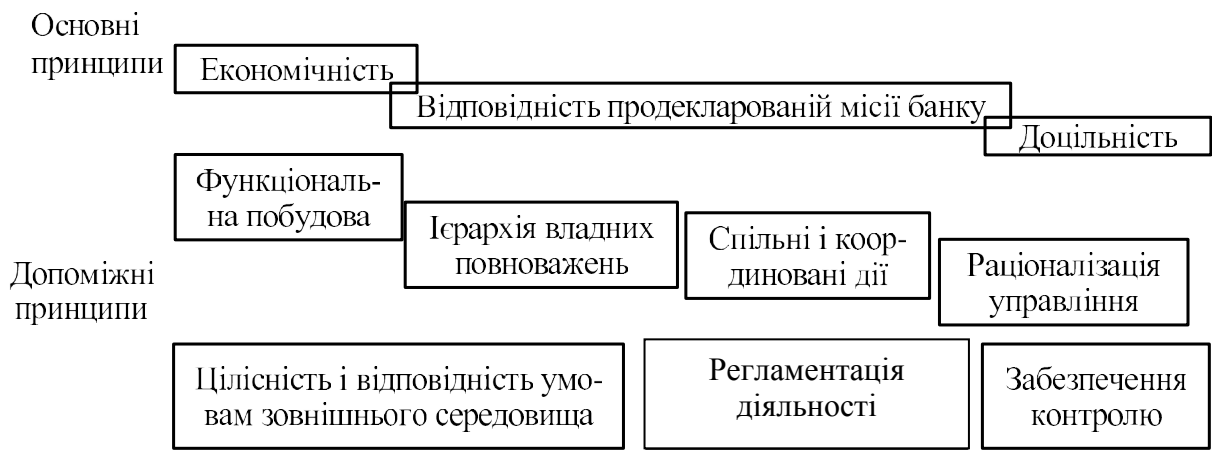 Основні
принципи
Економічність
Відповідність продекларованій місії банку
Доцільність
Функціональ-
на побудова
Ієрархія владних
повноважень
Спільні і коор-
диновані дії
Раціоналізація
управління
Допоміжні
принципи
Цілісність і відповідність умо-
вам зовнішнього середовища
Регламентація
діяльності
Забезпечення
контролю